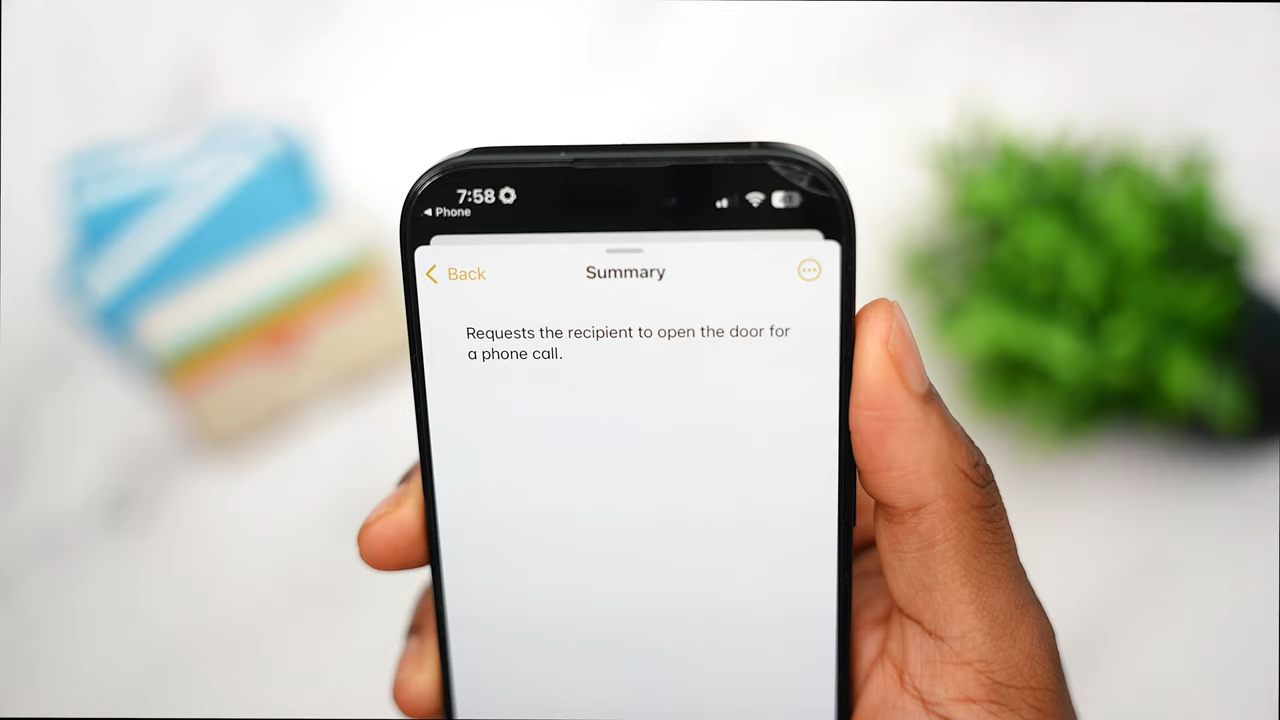 7:58
◀ Phone
Back
Summary
Requests the recipient to open the door for
a phone call.